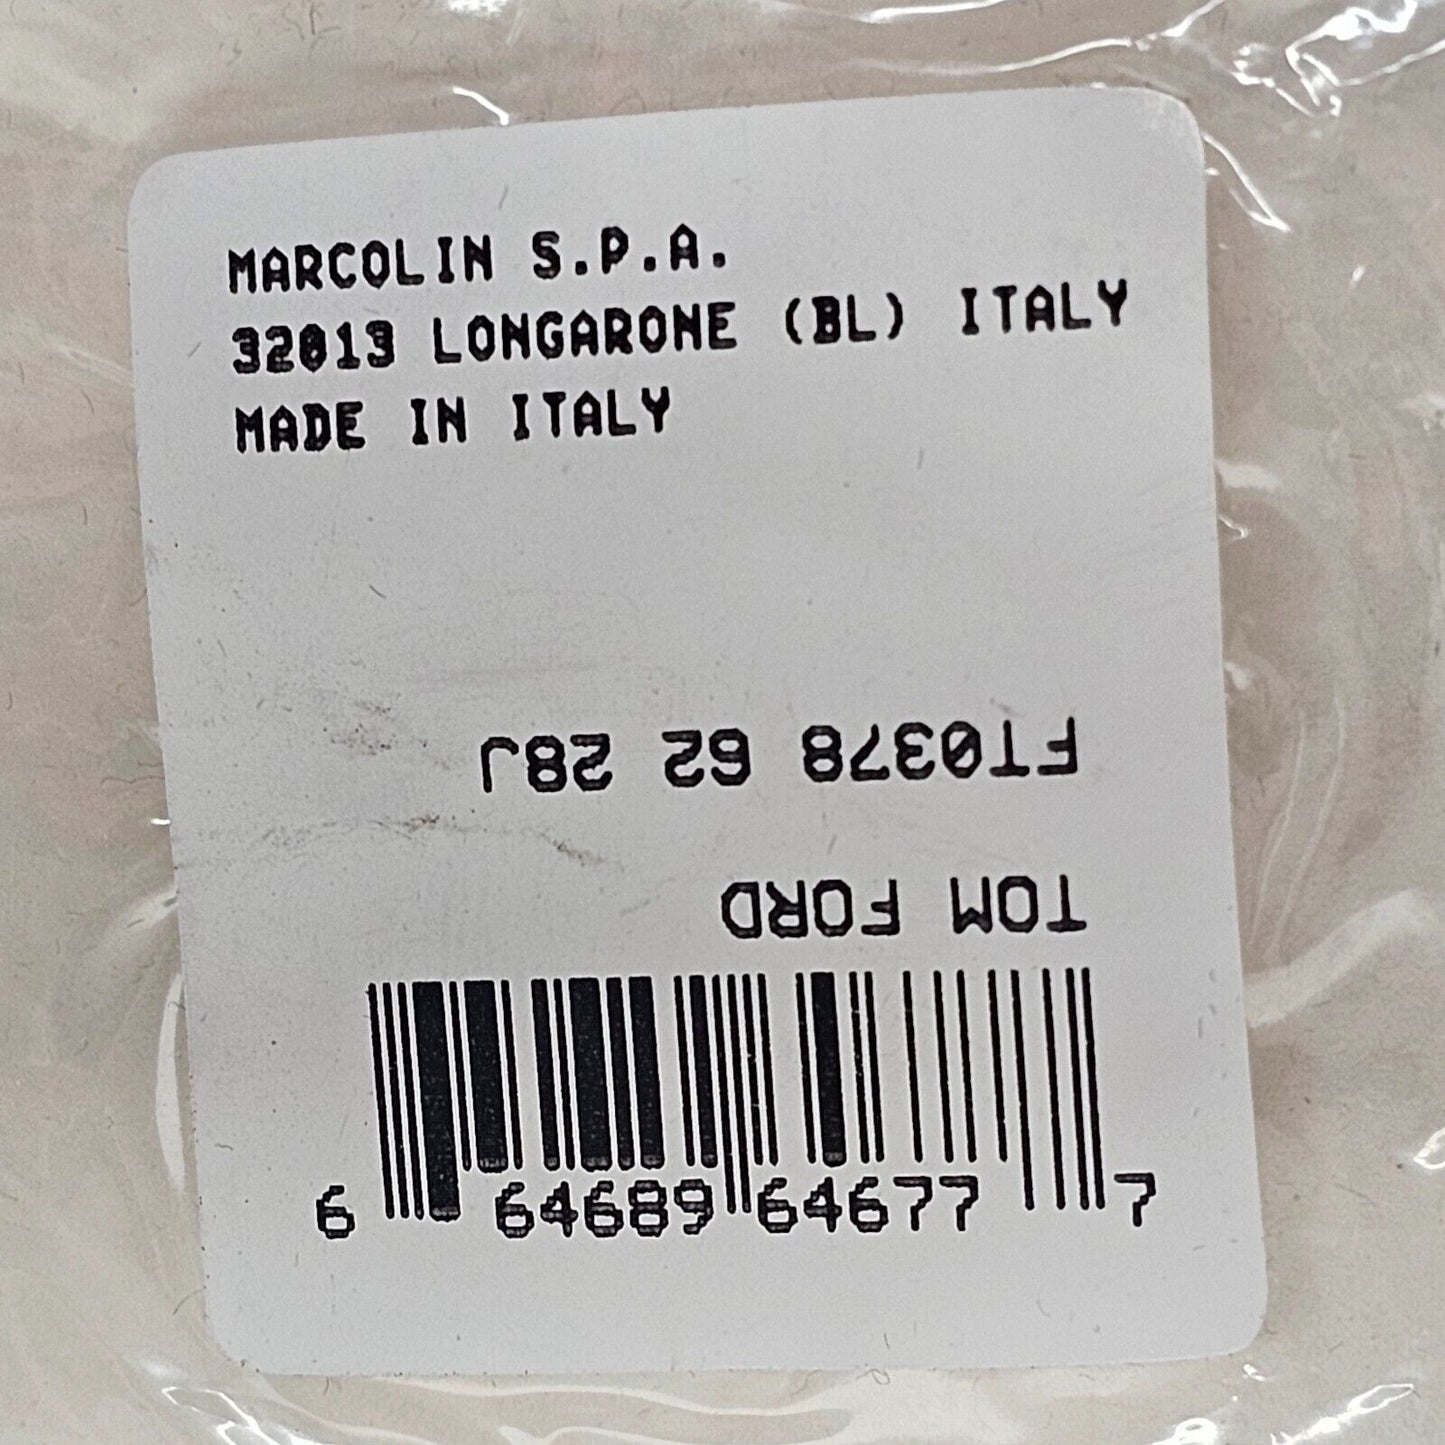 MARCOLIN S.P.A.
32013 LONGARONE (BL) ITALY
MADE IN ITALY
FT0378 62 28J
TOM FORD
6 64689 64677 7